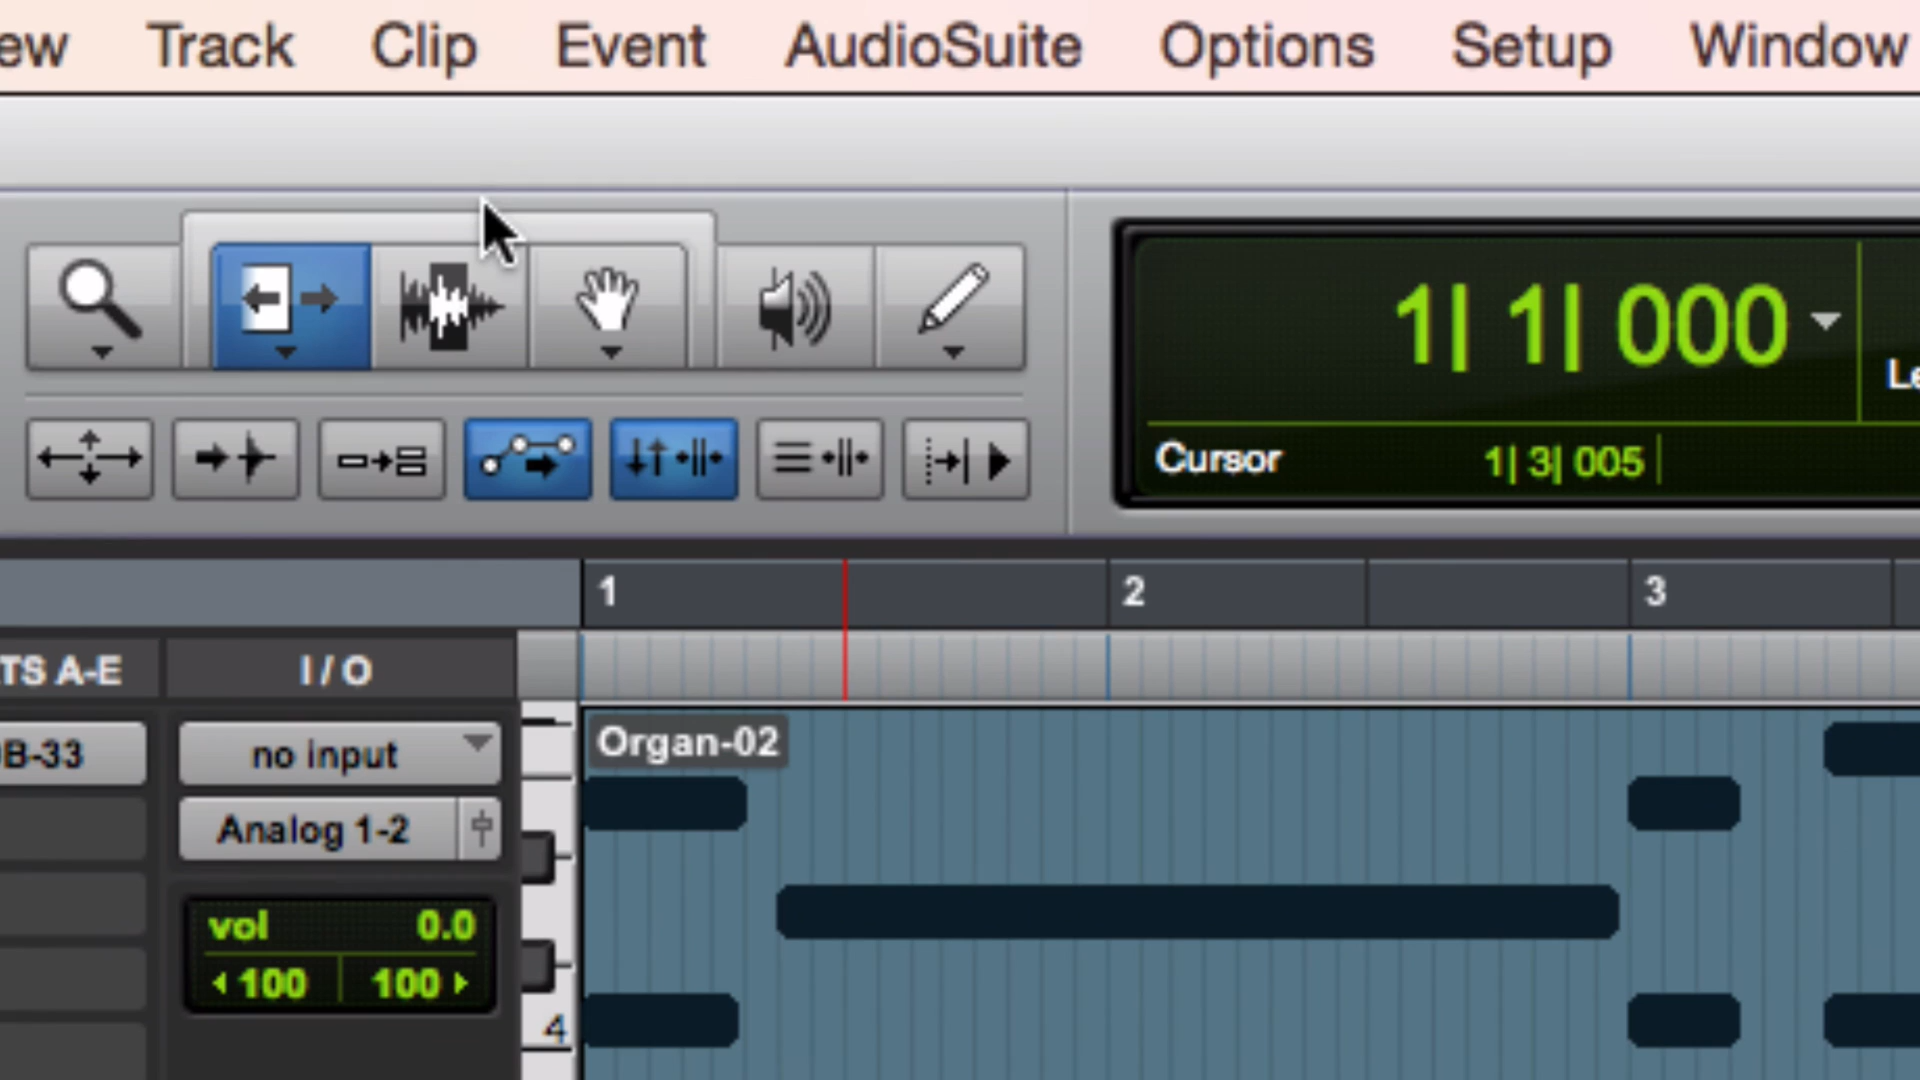 ew Track Clip Event AudioSuite Options Setup Window
1| 1| 000
Le
Cursor 1| 3| 005
1 2 3
TS A-E I / O
Organ-02
B-33 no input
Analog 1-2
vol 0.0
100 100
4